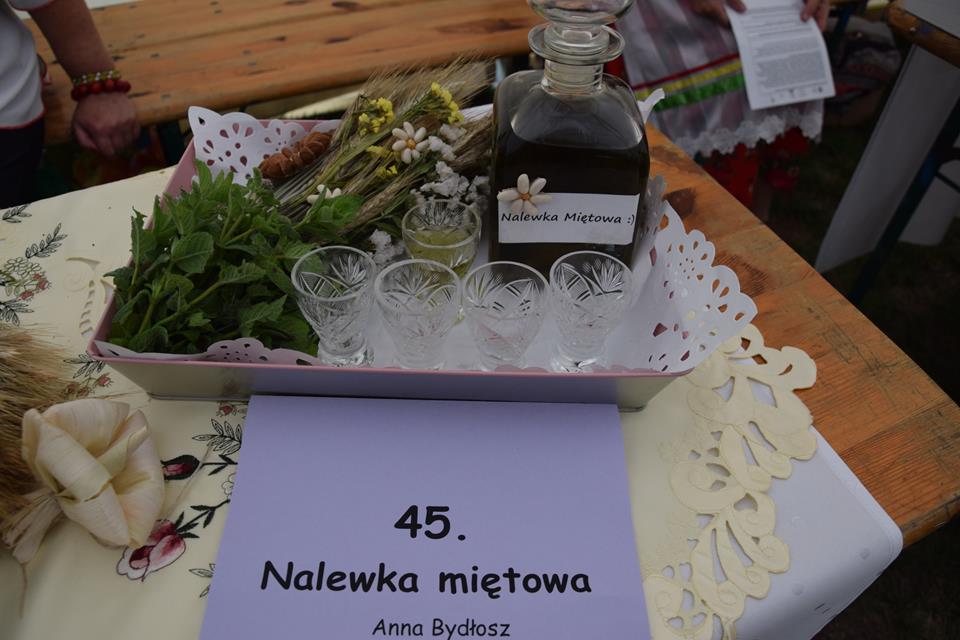 Nalewka Miętowa :)
45.
Nalewka miętowa
Anna Bydłosz